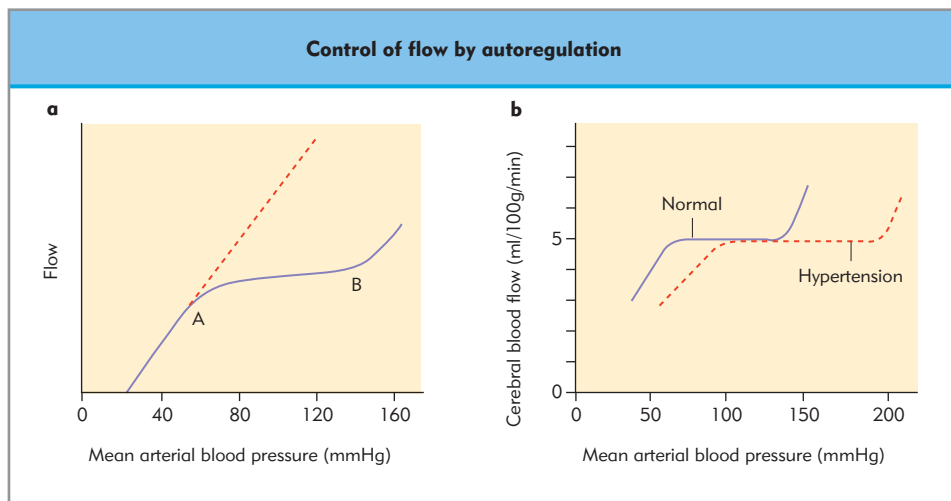 Control of flow by autoregulation
a
Flow
A
B
0 40 80 120 160
Mean arterial blood pressure (mmHg)
b
Cerebral blood flow (ml/100g/min)
5
0
Normal
Hypertension
0 50 100 150 200
Mean arterial blood pressure (mmHg)